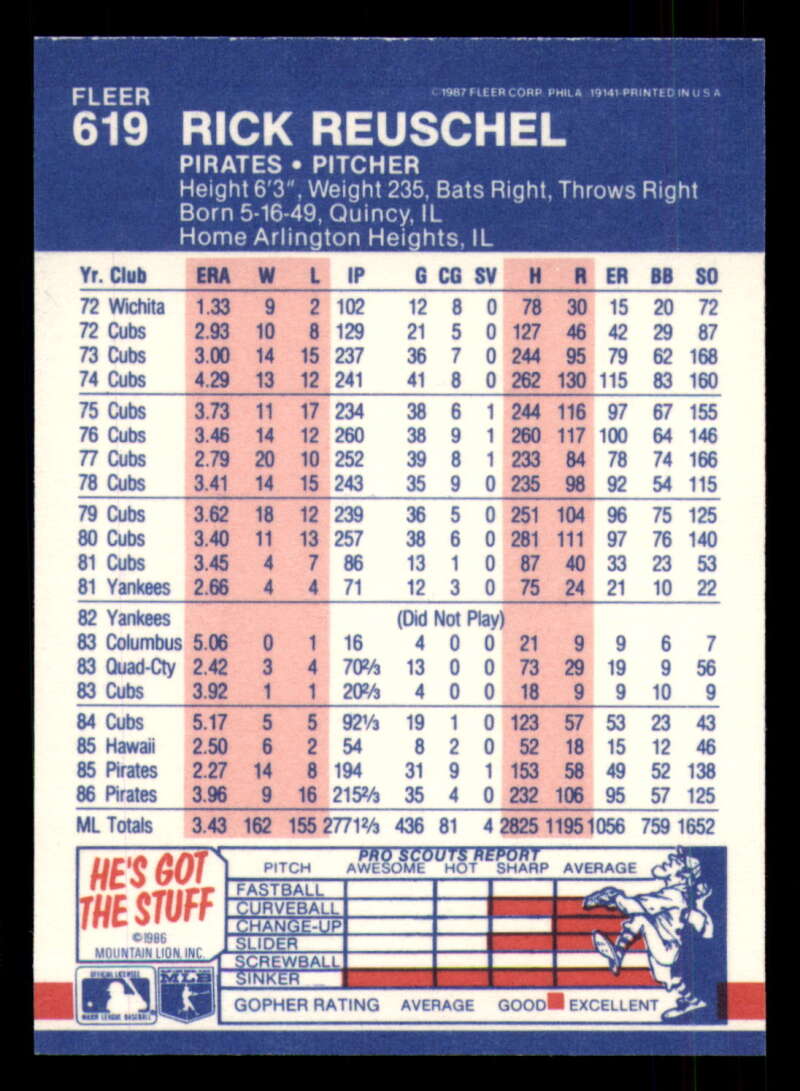 FLEER
©1987 FLEER CORP. PHILA. 19141-PRINTED IN U S A
619 RICK REUSCHEL
PIRATES • PITCHER
Height 6'3", Weight 235, Bats Right, Throws Right
Born 5-16-49, Quincy, IL
Home Arlington Heights, IL
Yr. Club ERA W L IP G CG SV H R ER BB SO
72 Wichita 1.33 9 2 102 12 8 0 78 30 15 20 72
72 Cubs 2.93 10 8 129 21 5 0 127 46 42 29 87
73 Cubs 3.00 14 15 237 36 7 0 244 95 79 62 168
74 Cubs 4.29 13 12 241 41 8 0 262 130 115 83 160
75 Cubs 3.73 11 17 234 38 6 1 244 116 97 67 155
76 Cubs 3.46 14 12 260 38 9 1 260 117 100 64 146
77 Cubs 2.79 20 10 252 39 8 1 233 84 78 74 166
78 Cubs 3.41 14 15 243 35 9 0 235 98 92 54 115
79 Cubs 3.62 18 12 239 36 5 0 251 104 96 75 125
80 Cubs 3.40 11 13 257 38 6 0 281 111 97 76 140
81 Cubs 3.45 4 7 86 13 1 0 87 40 33 23 53
81 Yankees 2.66 4 4 71 12 3 0 75 24 21 10 22
82 Yankees (Did Not Play)
83 Columbus 5.06 0 1 16 4 0 0 21 9 9 6 7
83 Quad-Cty 2.42 3 4 70⅔ 13 0 0 73 29 19 9 56
83 Cubs 3.92 1 1 20⅔ 4 0 0 18 9 9 10 9
84 Cubs 5.17 5 5 92⅓ 19 1 0 123 57 53 23 43
85 Hawaii 2.50 6 2 54 8 2 0 52 18 15 12 46
85 Pirates 2.27 14 8 194 31 9 1 153 58 49 52 138
86 Pirates 3.96 9 16 215⅔ 35 4 0 232 106 95 57 125
ML Totals 3.43 162 155 2771⅔ 436 81 4 2825 1195 1056 759 1652
HE'S GOT
THE STUFF
©1986
MOUNTAIN LION, INC.
OFFICIAL LICENSEE
MAJOR LEAGUE BASEBALL
MLB
PRO SCOUTS REPORT
PITCH AWESOME HOT SHARP AVERAGE
FASTBALL
CURVEBALL
CHANGE-UP
SLIDER
SCREWBALL
SINKER
GOPHER RATING AVERAGE GOOD EXCELLENT